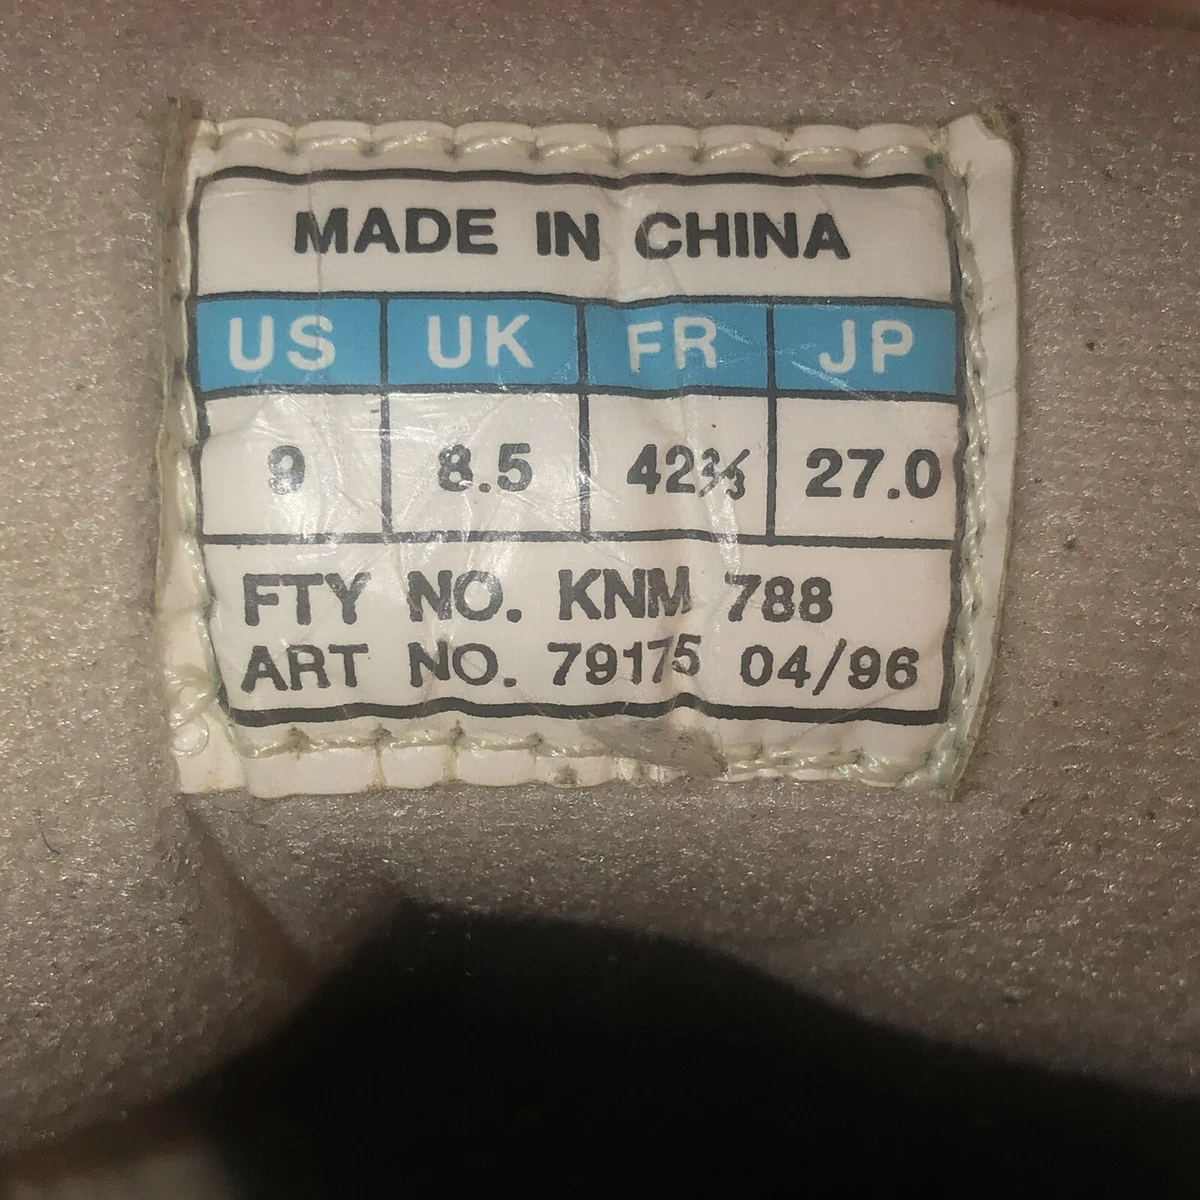 MADE IN CHINA
US UK FR JP
9 8.5 42⅔ 27.0
FTY NO. KNM 788
ART NO. 79175 04/96